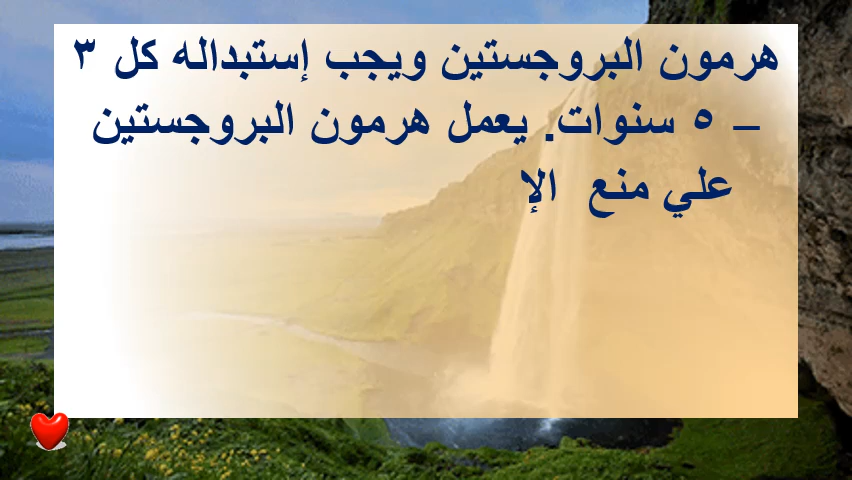 هرمون البروجستين ويجب إستبداله كل ٣
– ٥ سنوات. يعمل هرمون البروجستين
علي منع  الإ